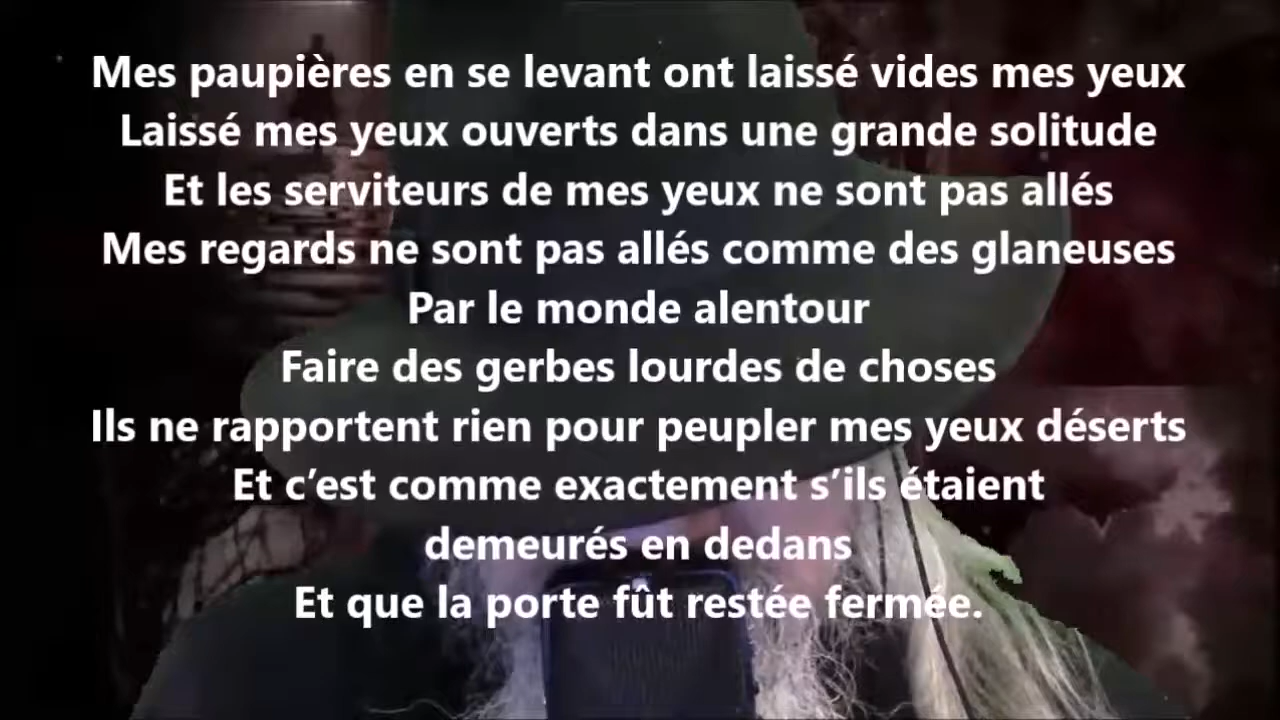 Mes paupières en se levant ont laissé vides mes yeux
Laissé mes yeux ouverts dans une grande solitude
Et les serviteurs de mes yeux ne sont pas allés
Mes regards ne sont pas allés comme des glaneuses
Par le monde alentour
Faire des gerbes lourdes de choses
Ils ne rapportent rien pour peupler mes yeux déserts
Et c’est comme exactement s’ils étaient
demeurés en dedans
Et que la porte fût restée fermée.